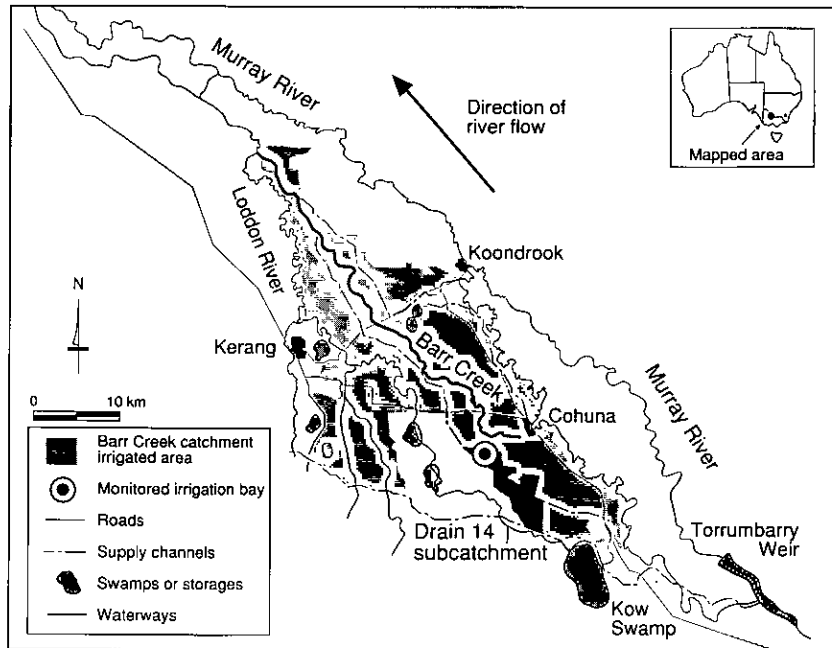 Murray River
Direction of
river flow
Mapped area
Loddon River
Koondrook
N
Kerang
Barr Creek
Murray River
0 10 km
Cohuna
Barr Creek catchment
irrigated area
Monitored irrigation bay
Roads
Supply channels
Swamps or storages
Waterways
Drain 14
subcatchment
Torrumbarry
Weir
Kow
Swamp